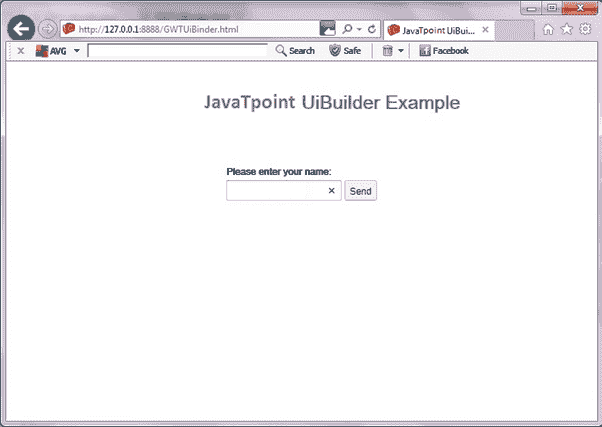 http://127.0.0.1:8888/GWTUiBinder.html
JavaTpoint UiBui...
AVG
Search
Safe
Facebook
JavaTpoint UiBuilder Example
Please enter your name:
Send